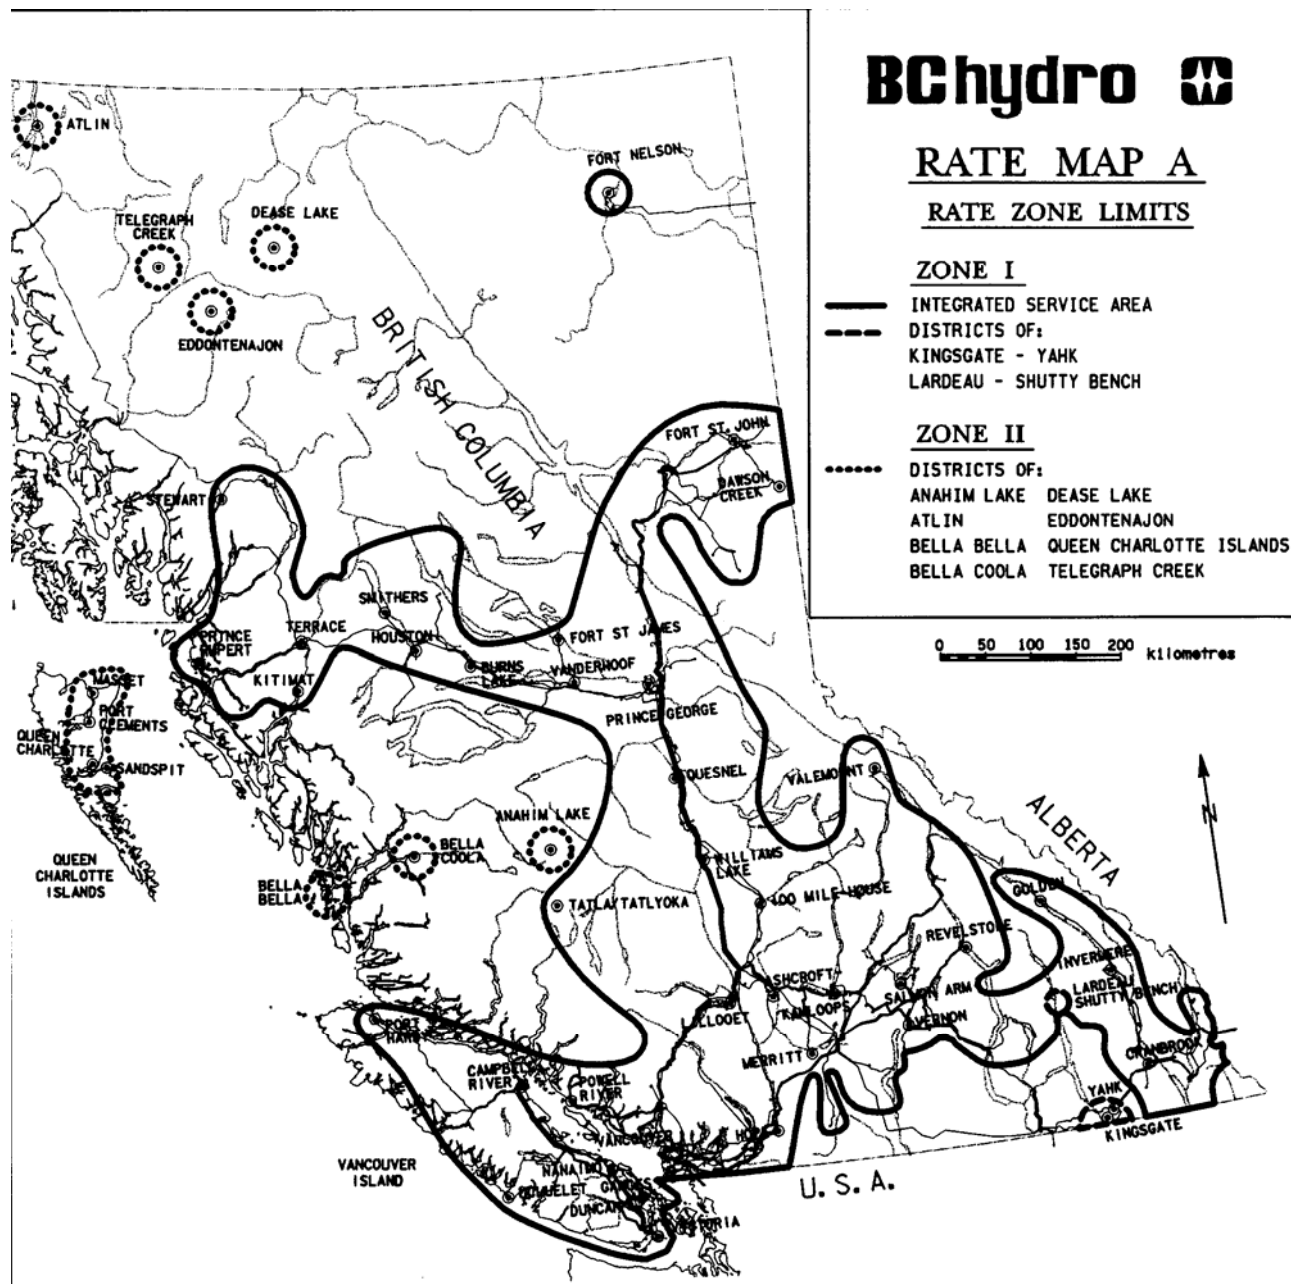 BChydro
RATE MAP A
RATE ZONE LIMITS
ZONE I
INTEGRATED SERVICE AREA
DISTRICTS OF:
KINGSGATE - YAHK
LARDEAU - SHUTTY BENCH
ZONE II
DISTRICTS OF:
ANAHIM LAKE DEASE LAKE
ATLIN EDDONTENAJON
BELLA BELLA QUEEN CHARLOTTE ISLANDS
BELLA COOLA TELEGRAPH CREEK
0 50 100 150 200 kilometres
N
ATLIN
FORT NELSON
TELEGRAPH
CREEK
DEASE LAKE
EDDONTENAJON
BRITISH COLUMBIA
FORT ST. JOHN
DAWSON
CREEK
STEWART
SMITHERS
TERRACE
HOUSTON
FORT ST JAMES
PRINCE
RUPERT
BURNS
LAKE
VANDERHOOF
KITIMAT
PRINCE GEORGE
MASSET
PORT
CLEMENTS
QUEEN
CHARLOTTE
SANDSPIT
QUEEN
CHARLOTTE
ISLANDS
QUESNEL
VALEMOUNT
ALBERTA
ANAHIM LAKE
BELLA
COOLA
BELLA
BELLA
WILLIAMS
LAKE
TATLA/TATLYOKA
100 MILE HOUSE
GOLDEN
REVELSTOKE
INVERMERE
ASHCROFT
KAMLOOPS
SALMON ARM
LARDEAU
SHUTTY BENCH
LILLOOET
VERNON
PORT
HARDY
MERRITT
CRANBROOK
CAMPBELL
RIVER
POWELL
RIVER
YAHK
KINGSGATE
VANCOUVER
HOPE
VANCOUVER
ISLAND
NANAIMO
UCLUELET
GANGES
DUNCAN
VICTORIA
U.S.A.